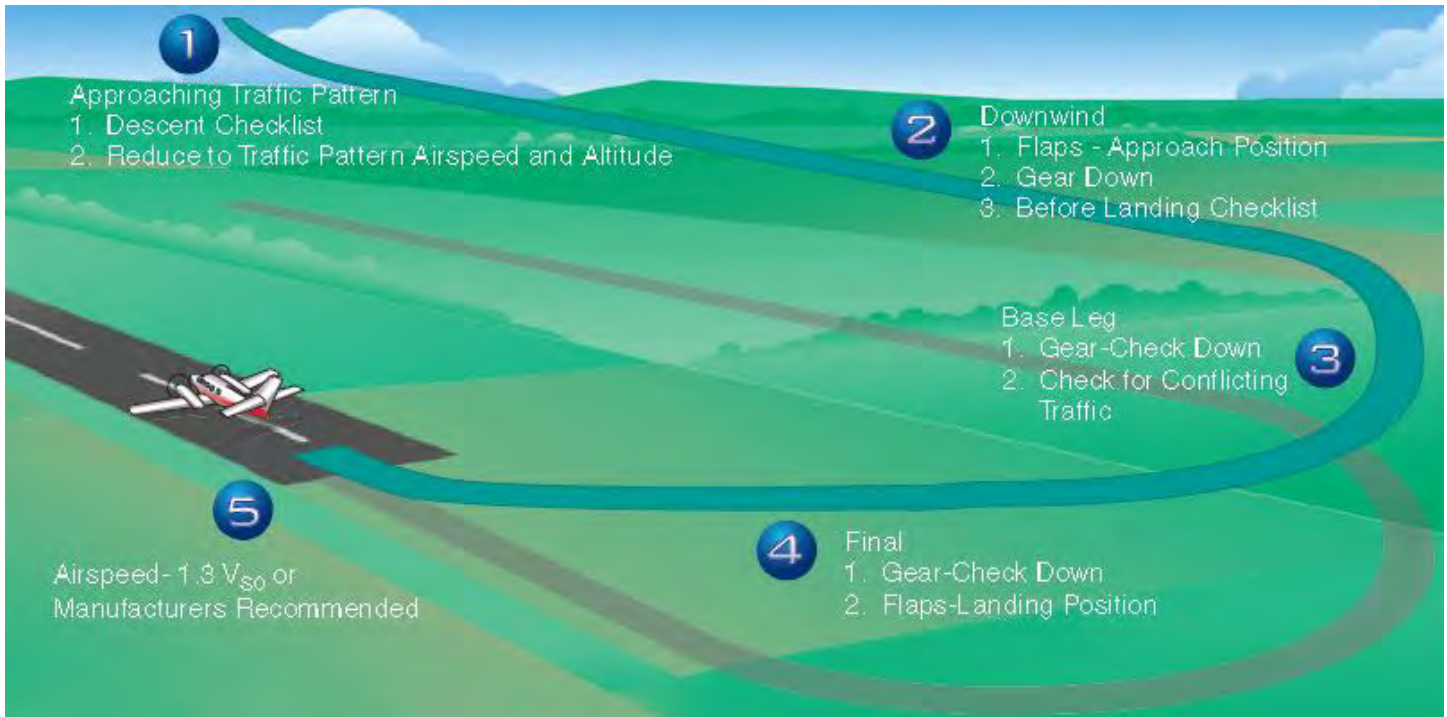 1
Approaching Traffic Pattern
1. Descent Checklist
2. Reduce to Traffic Pattern Airspeed and Altitude
2
Downwind
1. Flaps - Approach Position
2. Gear Down
3. Before Landing Checklist
3
Base Leg
1. Gear-Check Down
2. Check for Conflicting
Traffic
4
Final
1. Gear-Check Down
2. Flaps-Landing Position
5
Airspeed- 1.3 VS0 or
Manufacturers Recommended